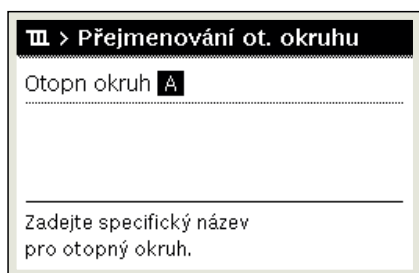 > Přejmenování ot. okruhu
Otopn okruh A
Zadejte specifický název
pro otopný okruh.